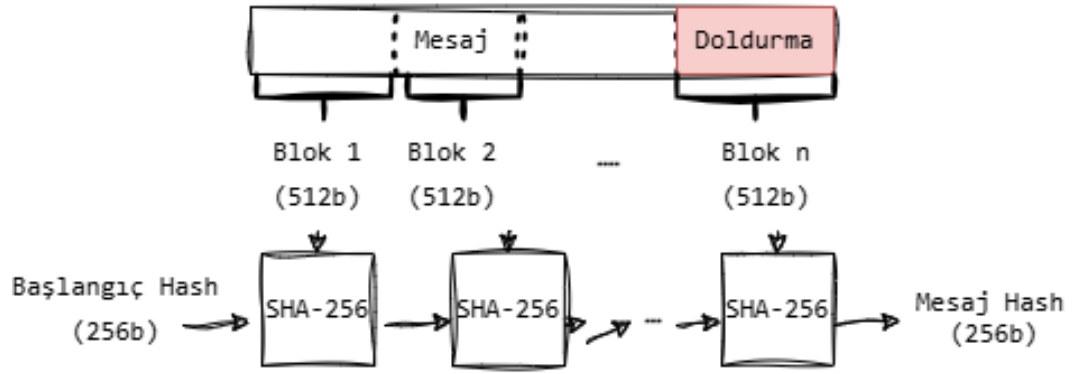 Mesaj Doldurma
Blok 1 Blok 2 .... Blok n
(512b) (512b) (512b)
Başlangıç Hash
(256b)
SHA-256 SHA-256 ... SHA-256
Mesaj Hash
(256b)